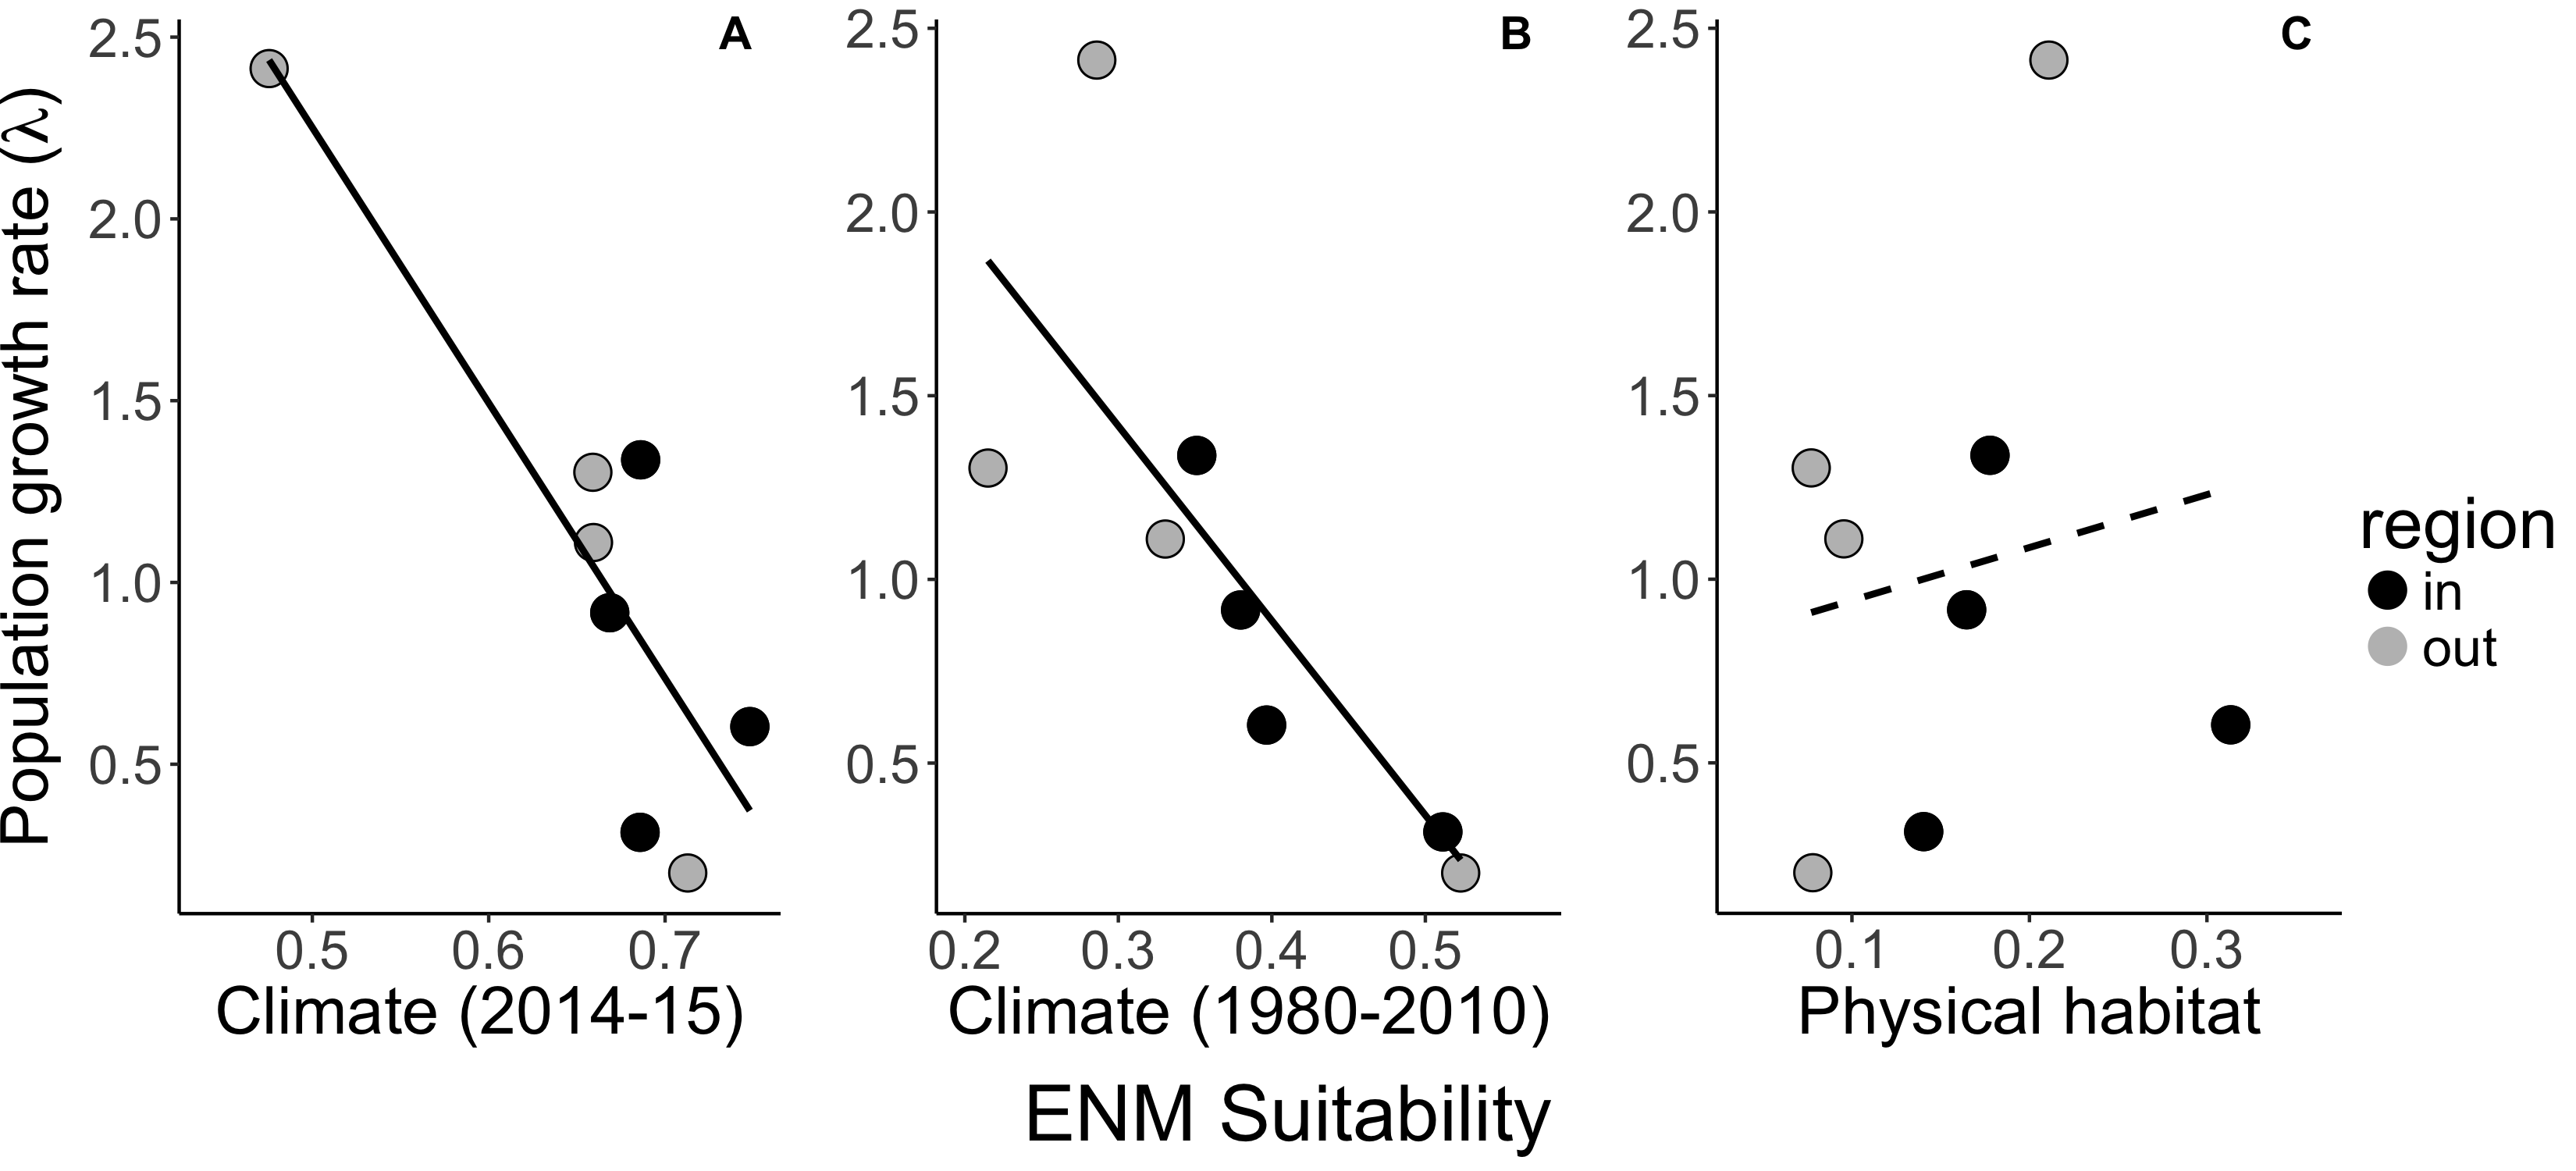 A
B
C
Population growth rate (λ)
2.5
2.0
1.5
1.0
0.5
2.5
2.0
1.5
1.0
0.5
2.5
2.0
1.5
1.0
0.5
0.5 0.6 0.7
0.2 0.3 0.4 0.5
0.1 0.2 0.3
Climate (2014-15)
Climate (1980-2010)
Physical habitat
ENM Suitability
region
in
out